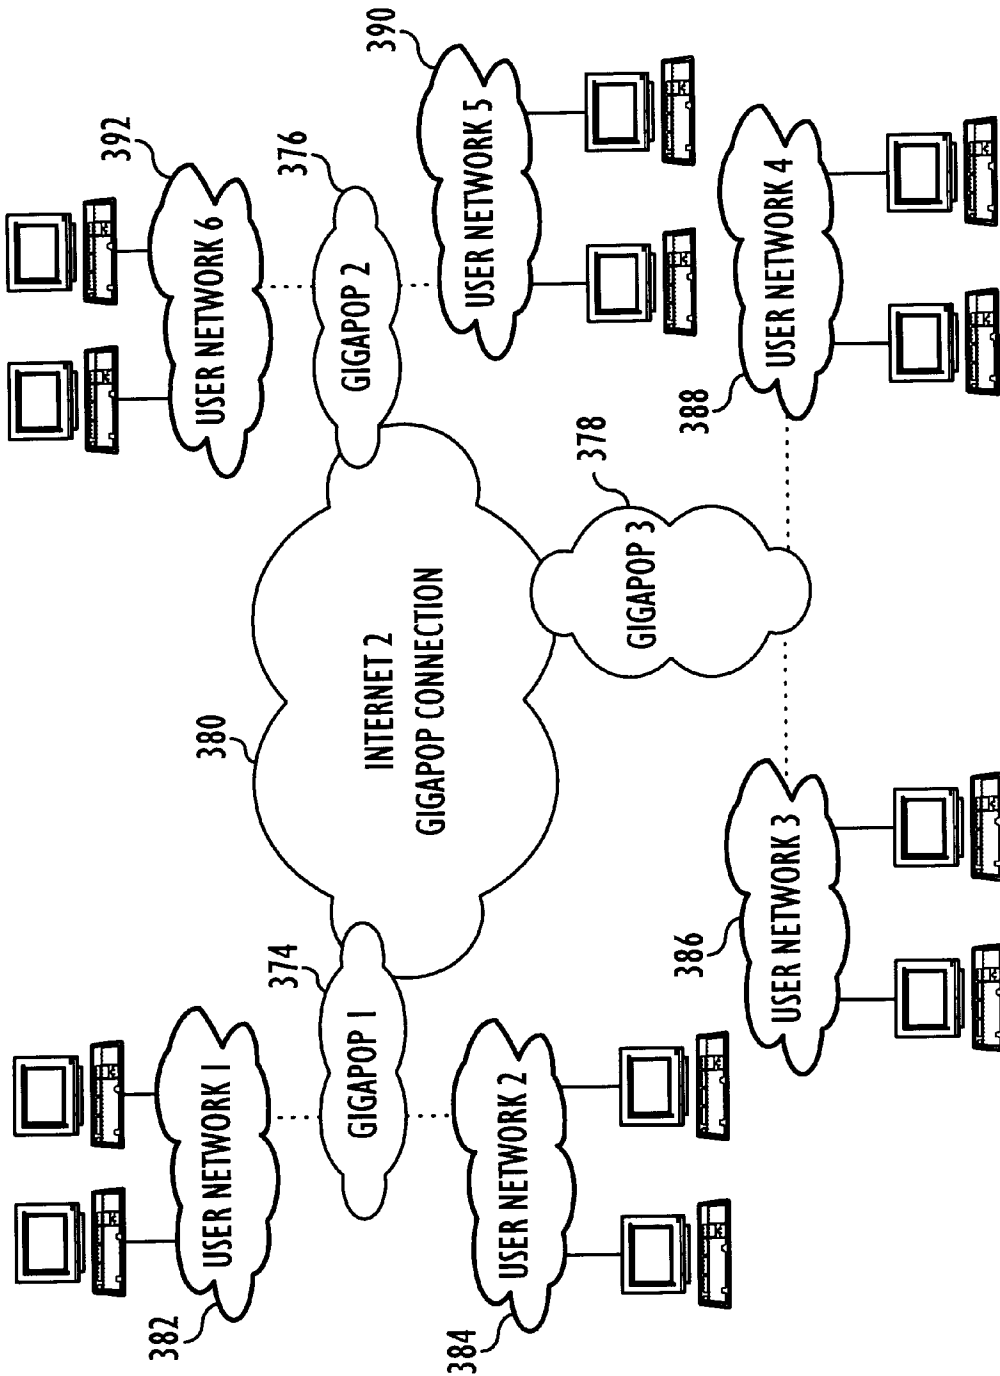 382
USER NETWORK 1
374
GIGAPOP 1
384
USER NETWORK 2
380
INTERNET 2
GIGAPOP CONNECTION
392
USER NETWORK 6
376
GIGAPOP 2
390
USER NETWORK 5
378
GIGAPOP 3
386
USER NETWORK 3
388
USER NETWORK 4